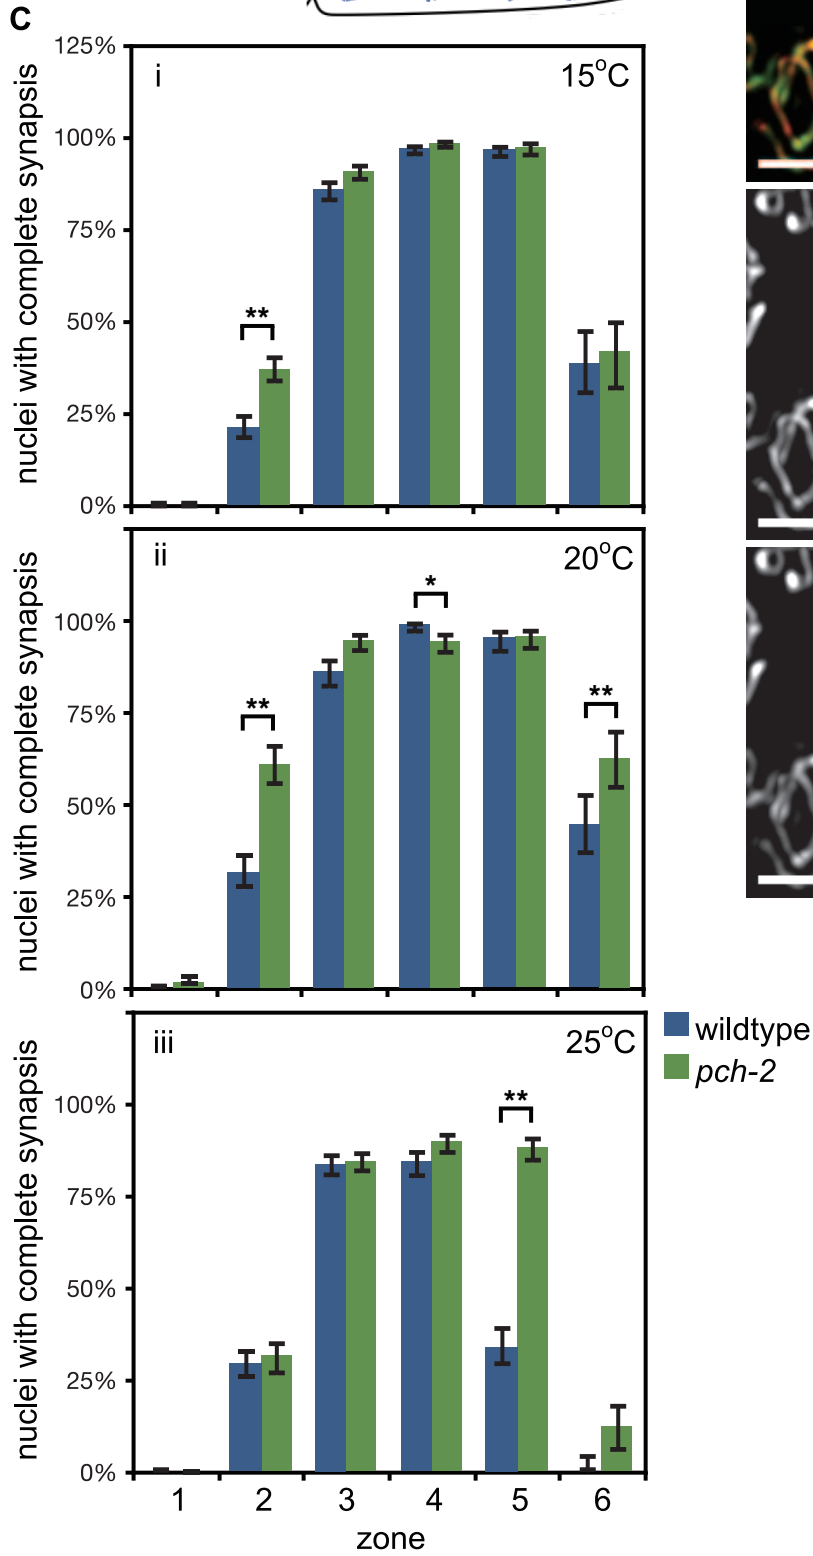 C
125%
100%
75%
50%
25%
0%
nuclei with complete synapsis
i
15°C
**
100%
75%
50%
25%
0%
nuclei with complete synapsis
ii
20°C
**
*
**
100%
75%
50%
25%
0%
nuclei with complete synapsis
iii
25°C
**
wildtype
pch-2
1 2 3 4 5 6
zone